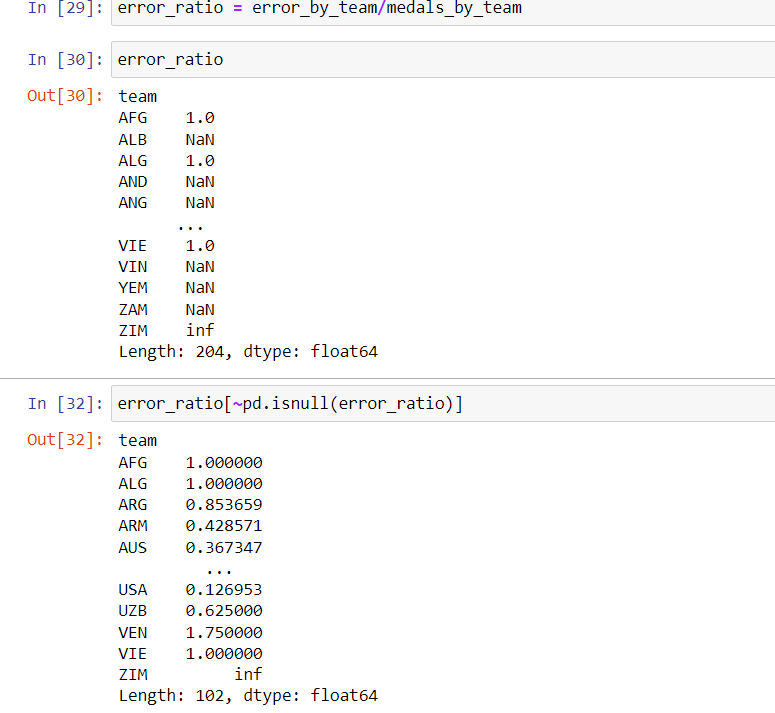 In [29]: error_ratio = error_by_team/medals_by_team
In [30]: error_ratio
Out[30]: team
AFG    1.0
ALB    NaN
ALG    1.0
AND    NaN
ANG    NaN
...
VIE    1.0
VIN    NaN
YEM    NaN
ZAM    NaN
ZIM    inf
Length: 204, dtype: float64
In [32]: error_ratio[~pd.isnull(error_ratio)]
Out[32]: team
AFG    1.000000
ALG    1.000000
ARG    0.853659
ARM    0.428571
AUS    0.367347
...
USA    0.126953
UZB    0.625000
VEN    1.750000
VIE    1.000000
ZIM    inf
Length: 102, dtype: float64